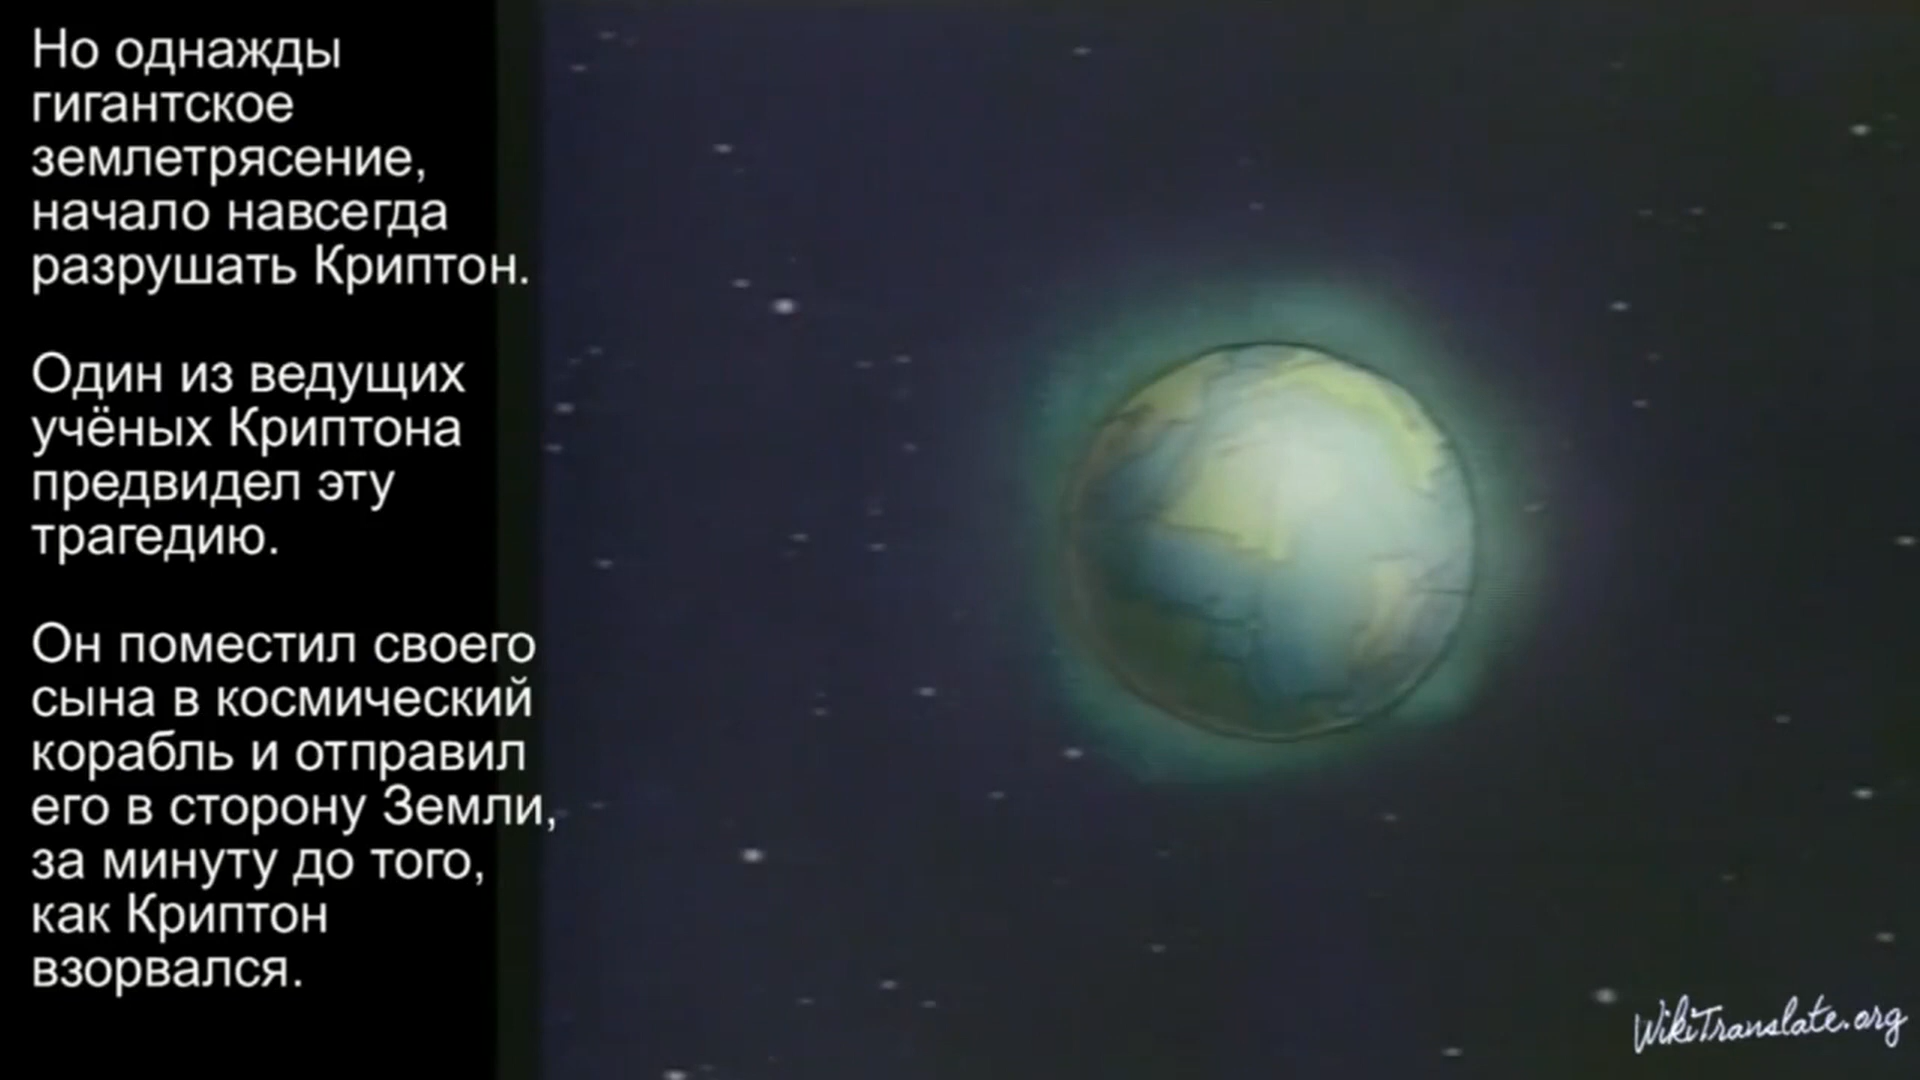 Но однажды
гигантское
землетрясение,
начало навсегда
разрушать Криптон.
Один из ведущих
учёных Криптона
предвидел эту
трагедию.
Он поместил своего
сына в космический
корабль и отправил
его в сторону Земли,
за минуту до того,
как Криптон
взорвался.
WikiTranslate.org